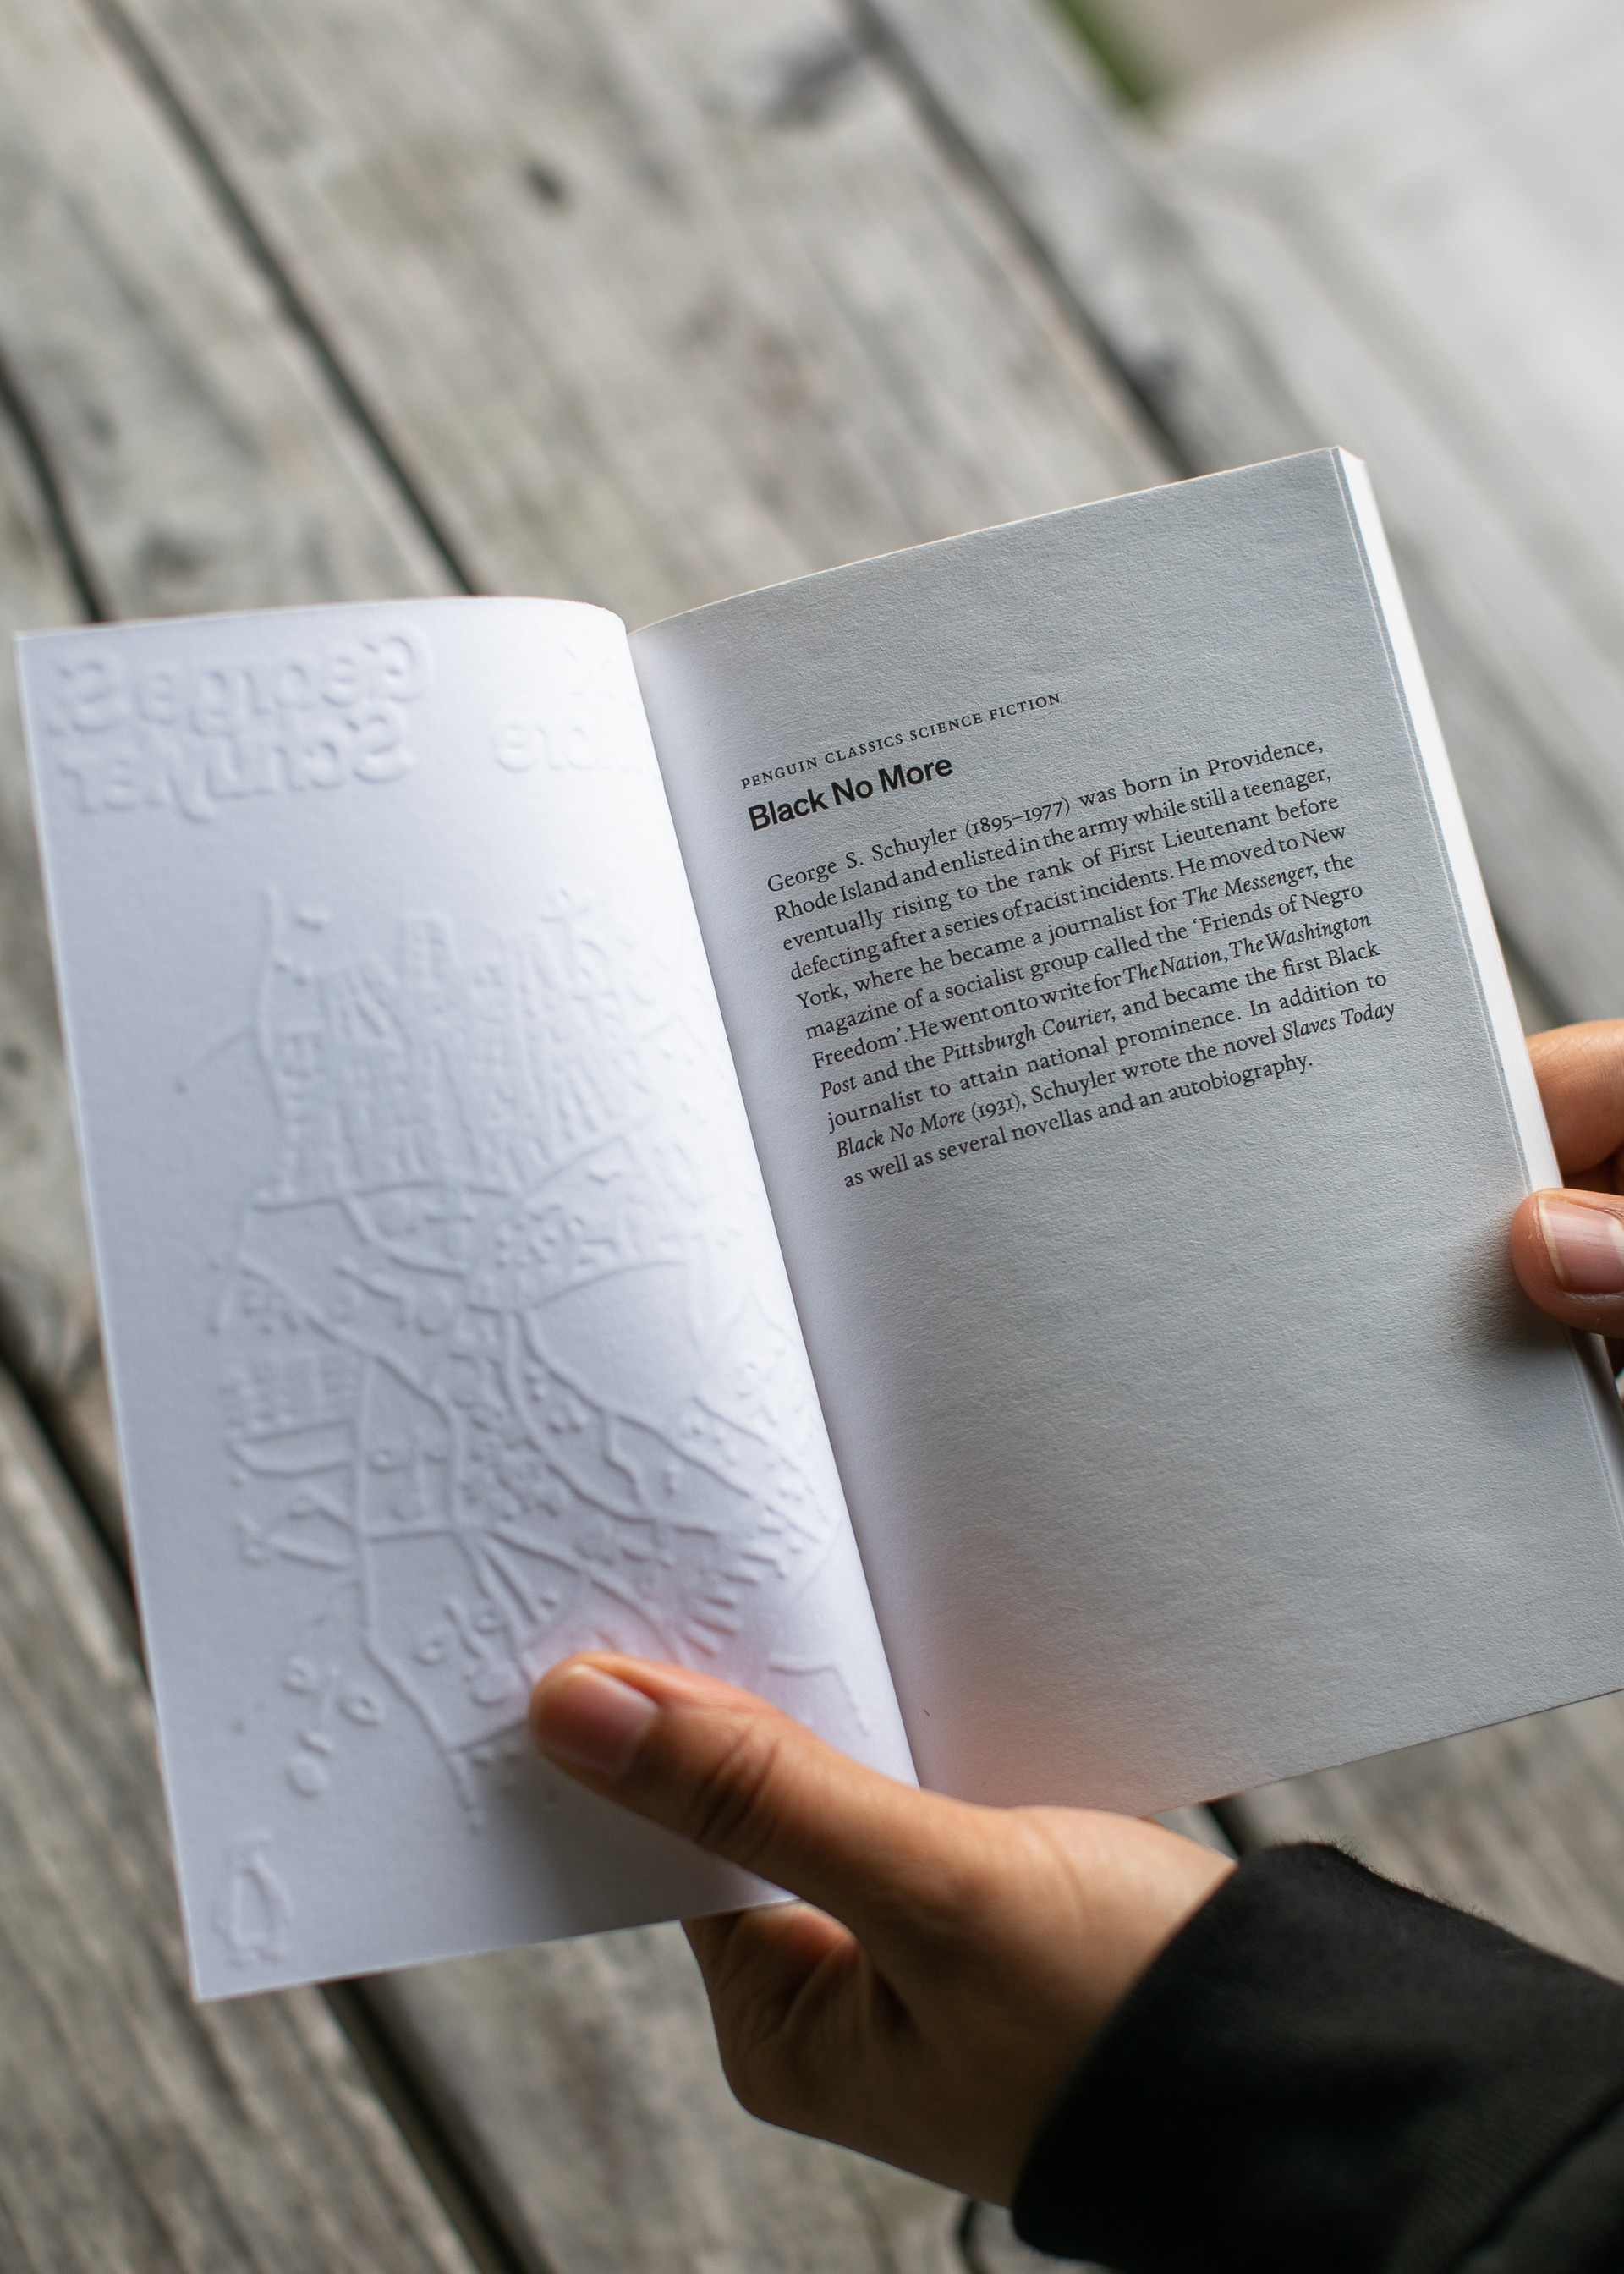 George S.
Schuyler
PENGUIN CLASSICS SCIENCE FICTION
Black No More
George S. Schuyler (1895–1977) was born in Providence,
Rhode Island and enlisted in the army while still a teenager,
eventually rising to the rank of First Lieutenant before
defecting after a series of racist incidents. He moved to New
York, where he became a journalist for The Messenger, the
magazine of a socialist group called the ‘Friends of Negro
Freedom’. He went on to write for The Nation, The Washington
Post and the Pittsburgh Courier, and became the first Black
journalist to attain national prominence. In addition to
Black No More (1931), Schuyler wrote the novel Slaves Today
as well as several novellas and an autobiography.